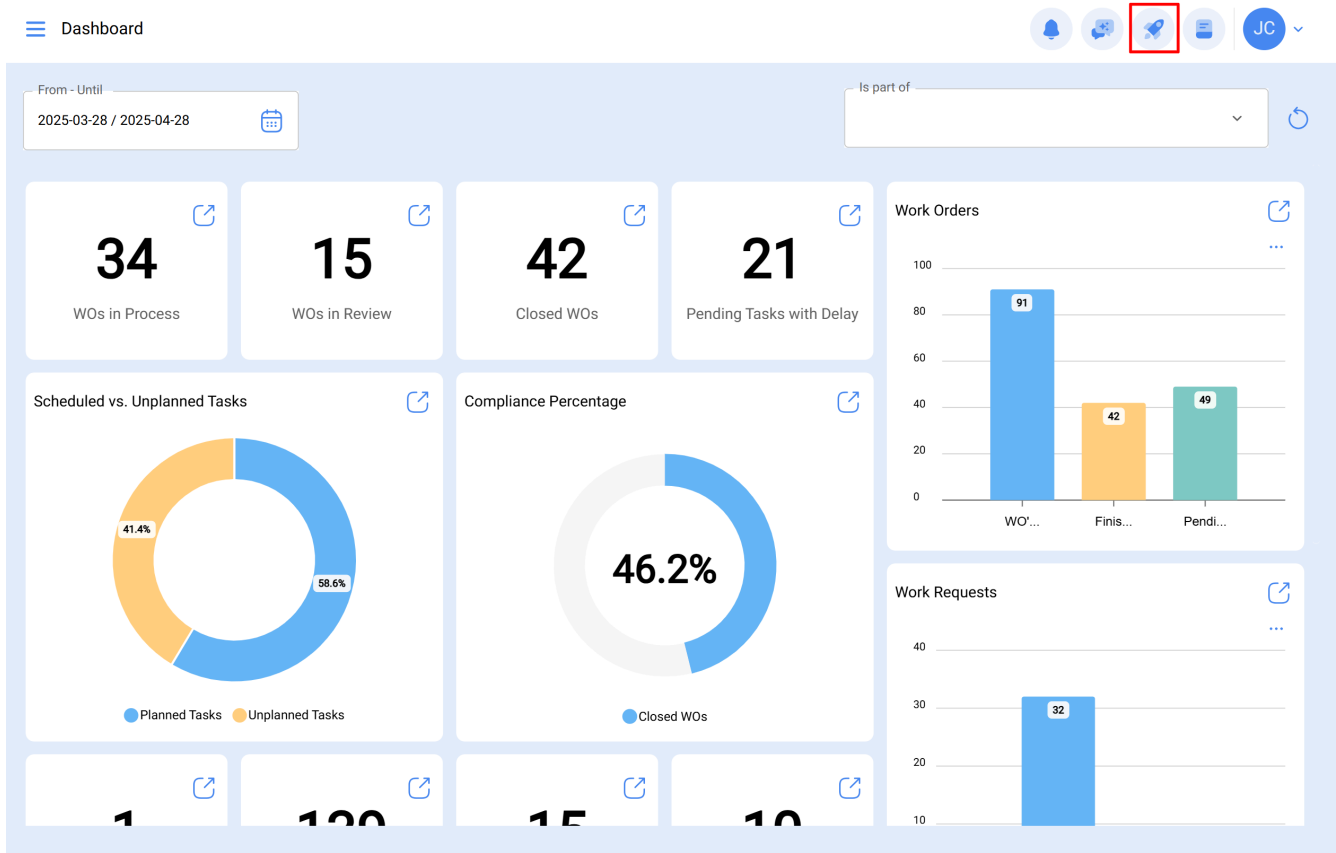 Dashboard
JC
From - Until
2025-03-28 / 2025-04-28
Is part of
34
WOs in Process
15
WOs in Review
42
Closed WOs
21
Pending Tasks with Delay
Work Orders
...
100
80
60
40
20
0
91
42
49
WO'...
Finis...
Pendi...
Scheduled vs. Unplanned Tasks
41.4%
58.6%
Planned Tasks
Unplanned Tasks
Compliance Percentage
46.2%
Closed WOs
Work Requests
...
40
30
20
10
32